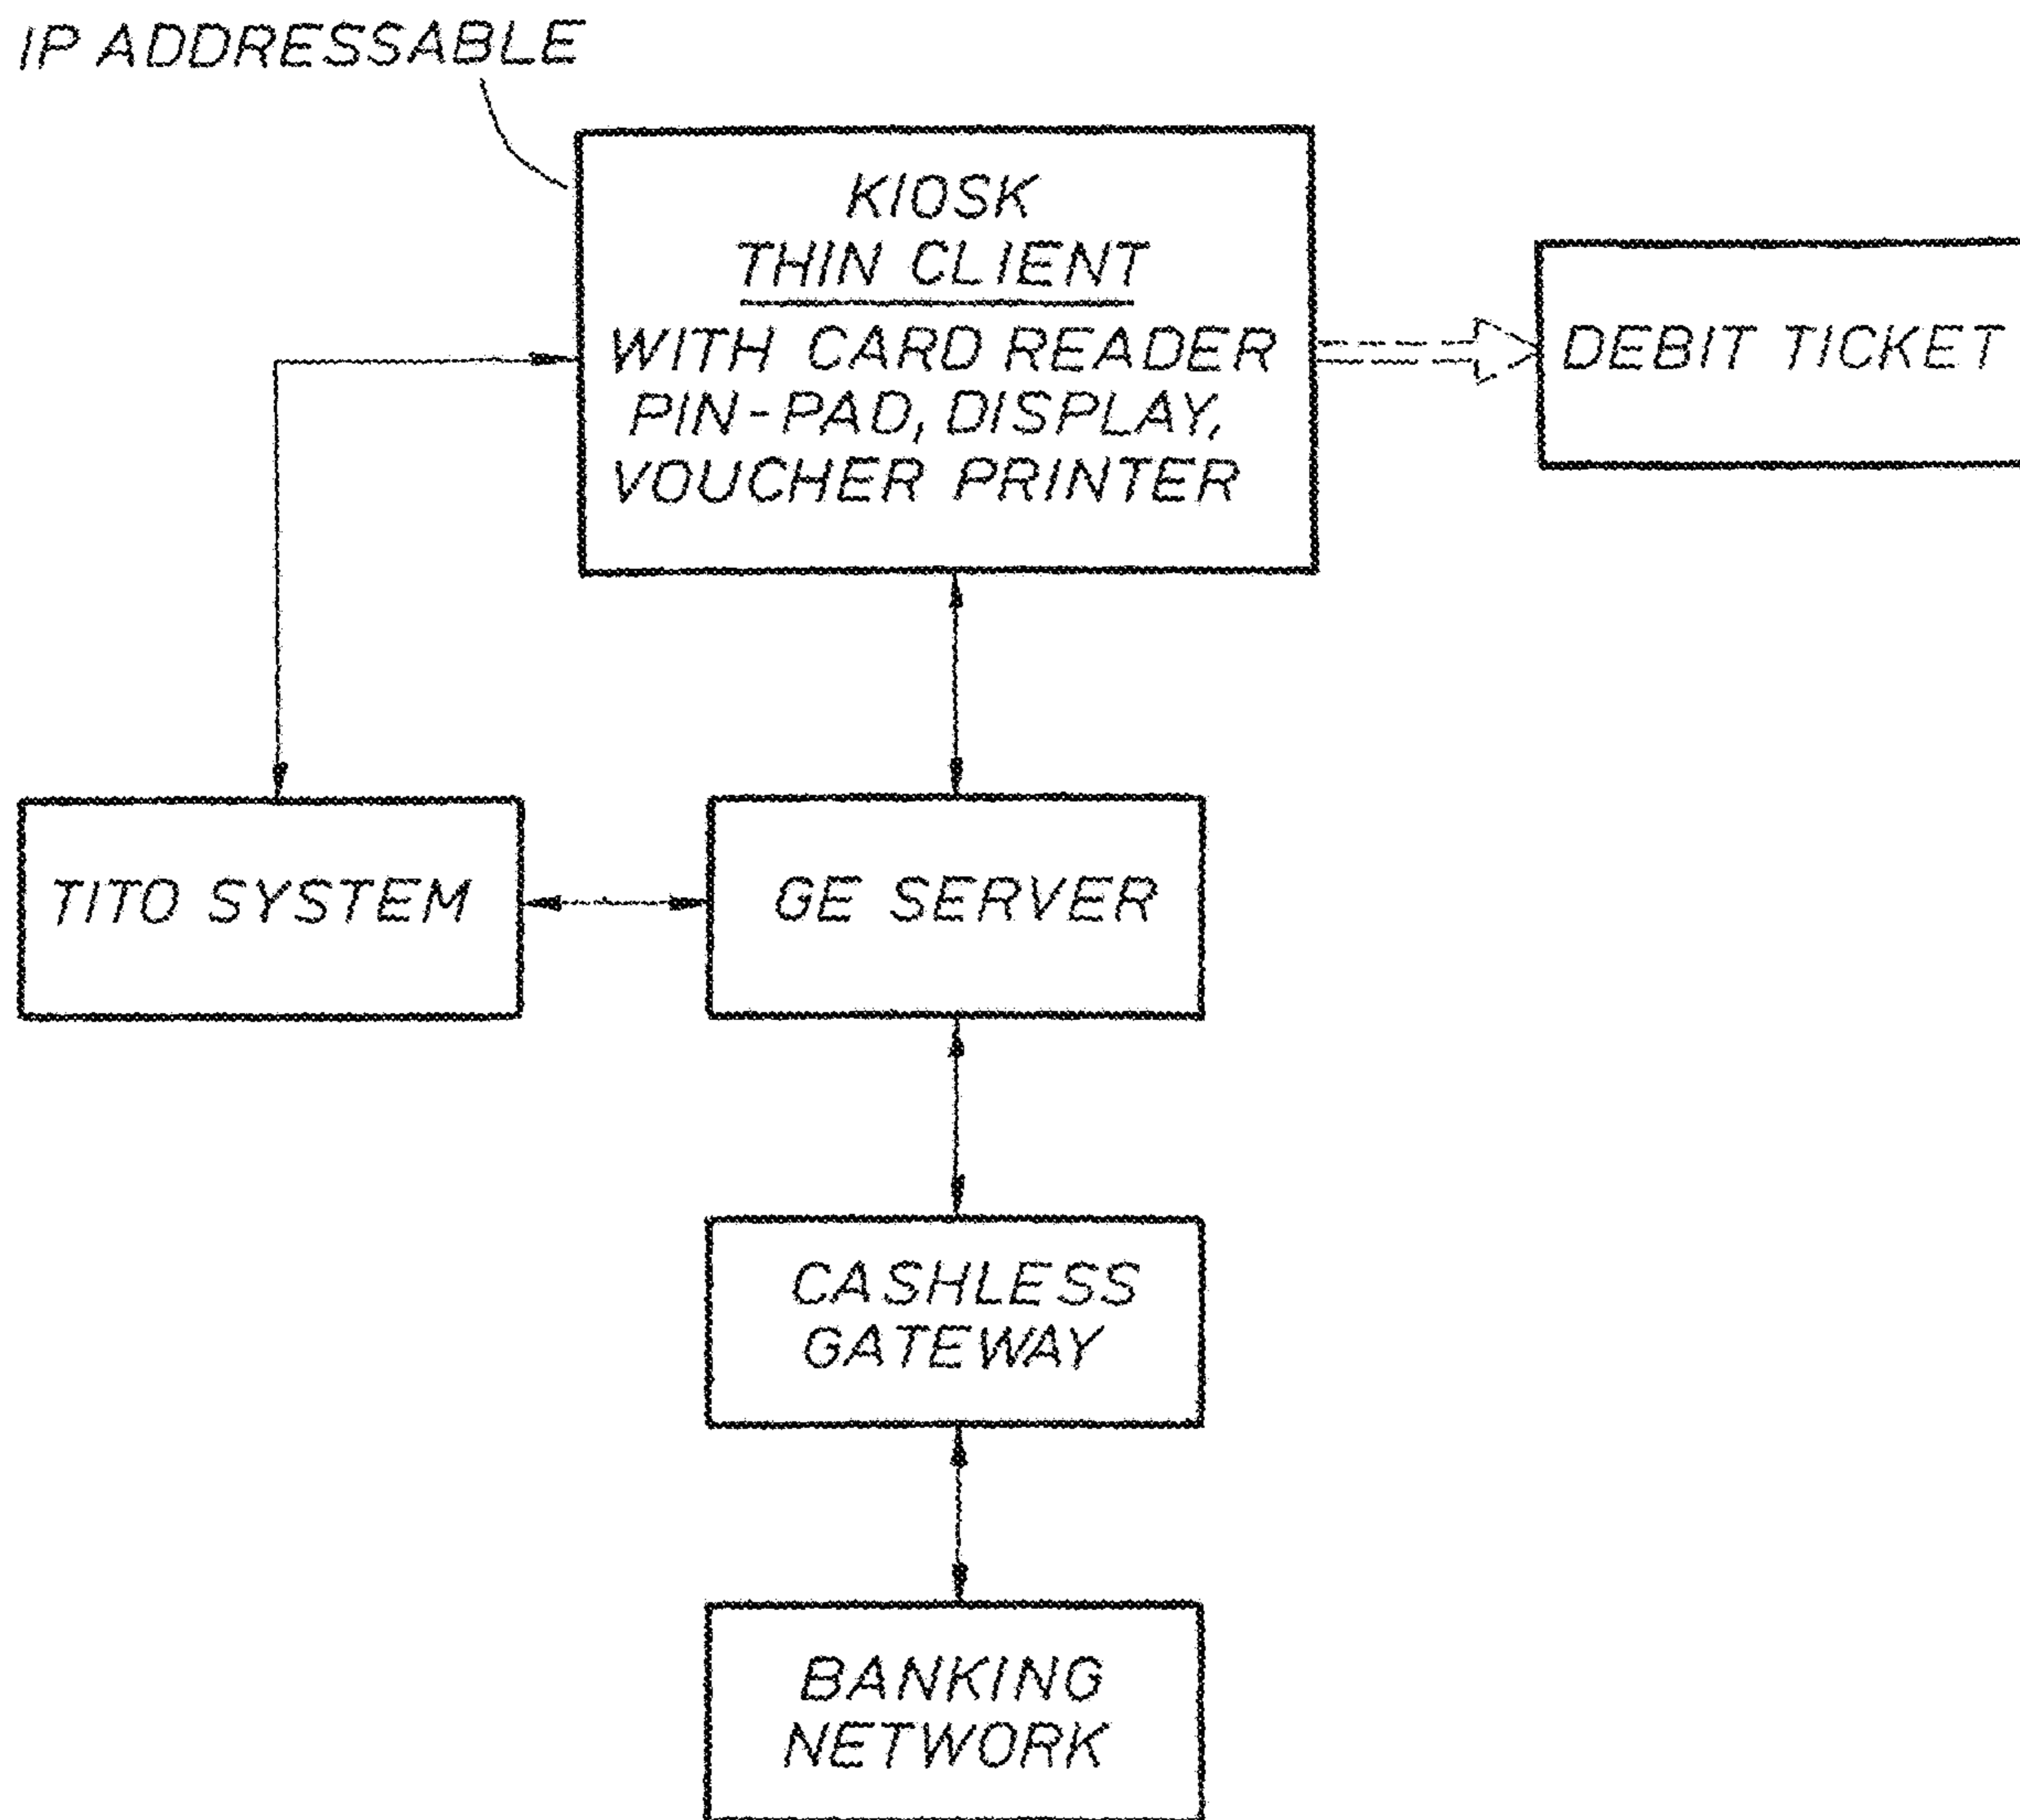 IP ADDRESSABLE
KIOSK
THIN CLIENT
WITH CARD READER
PIN-PAD, DISPLAY,
VOUCHER PRINTER
DEBIT TICKET
TITO SYSTEM
GE SERVER
CASHLESS
GATEWAY
BANKING
NETWORK